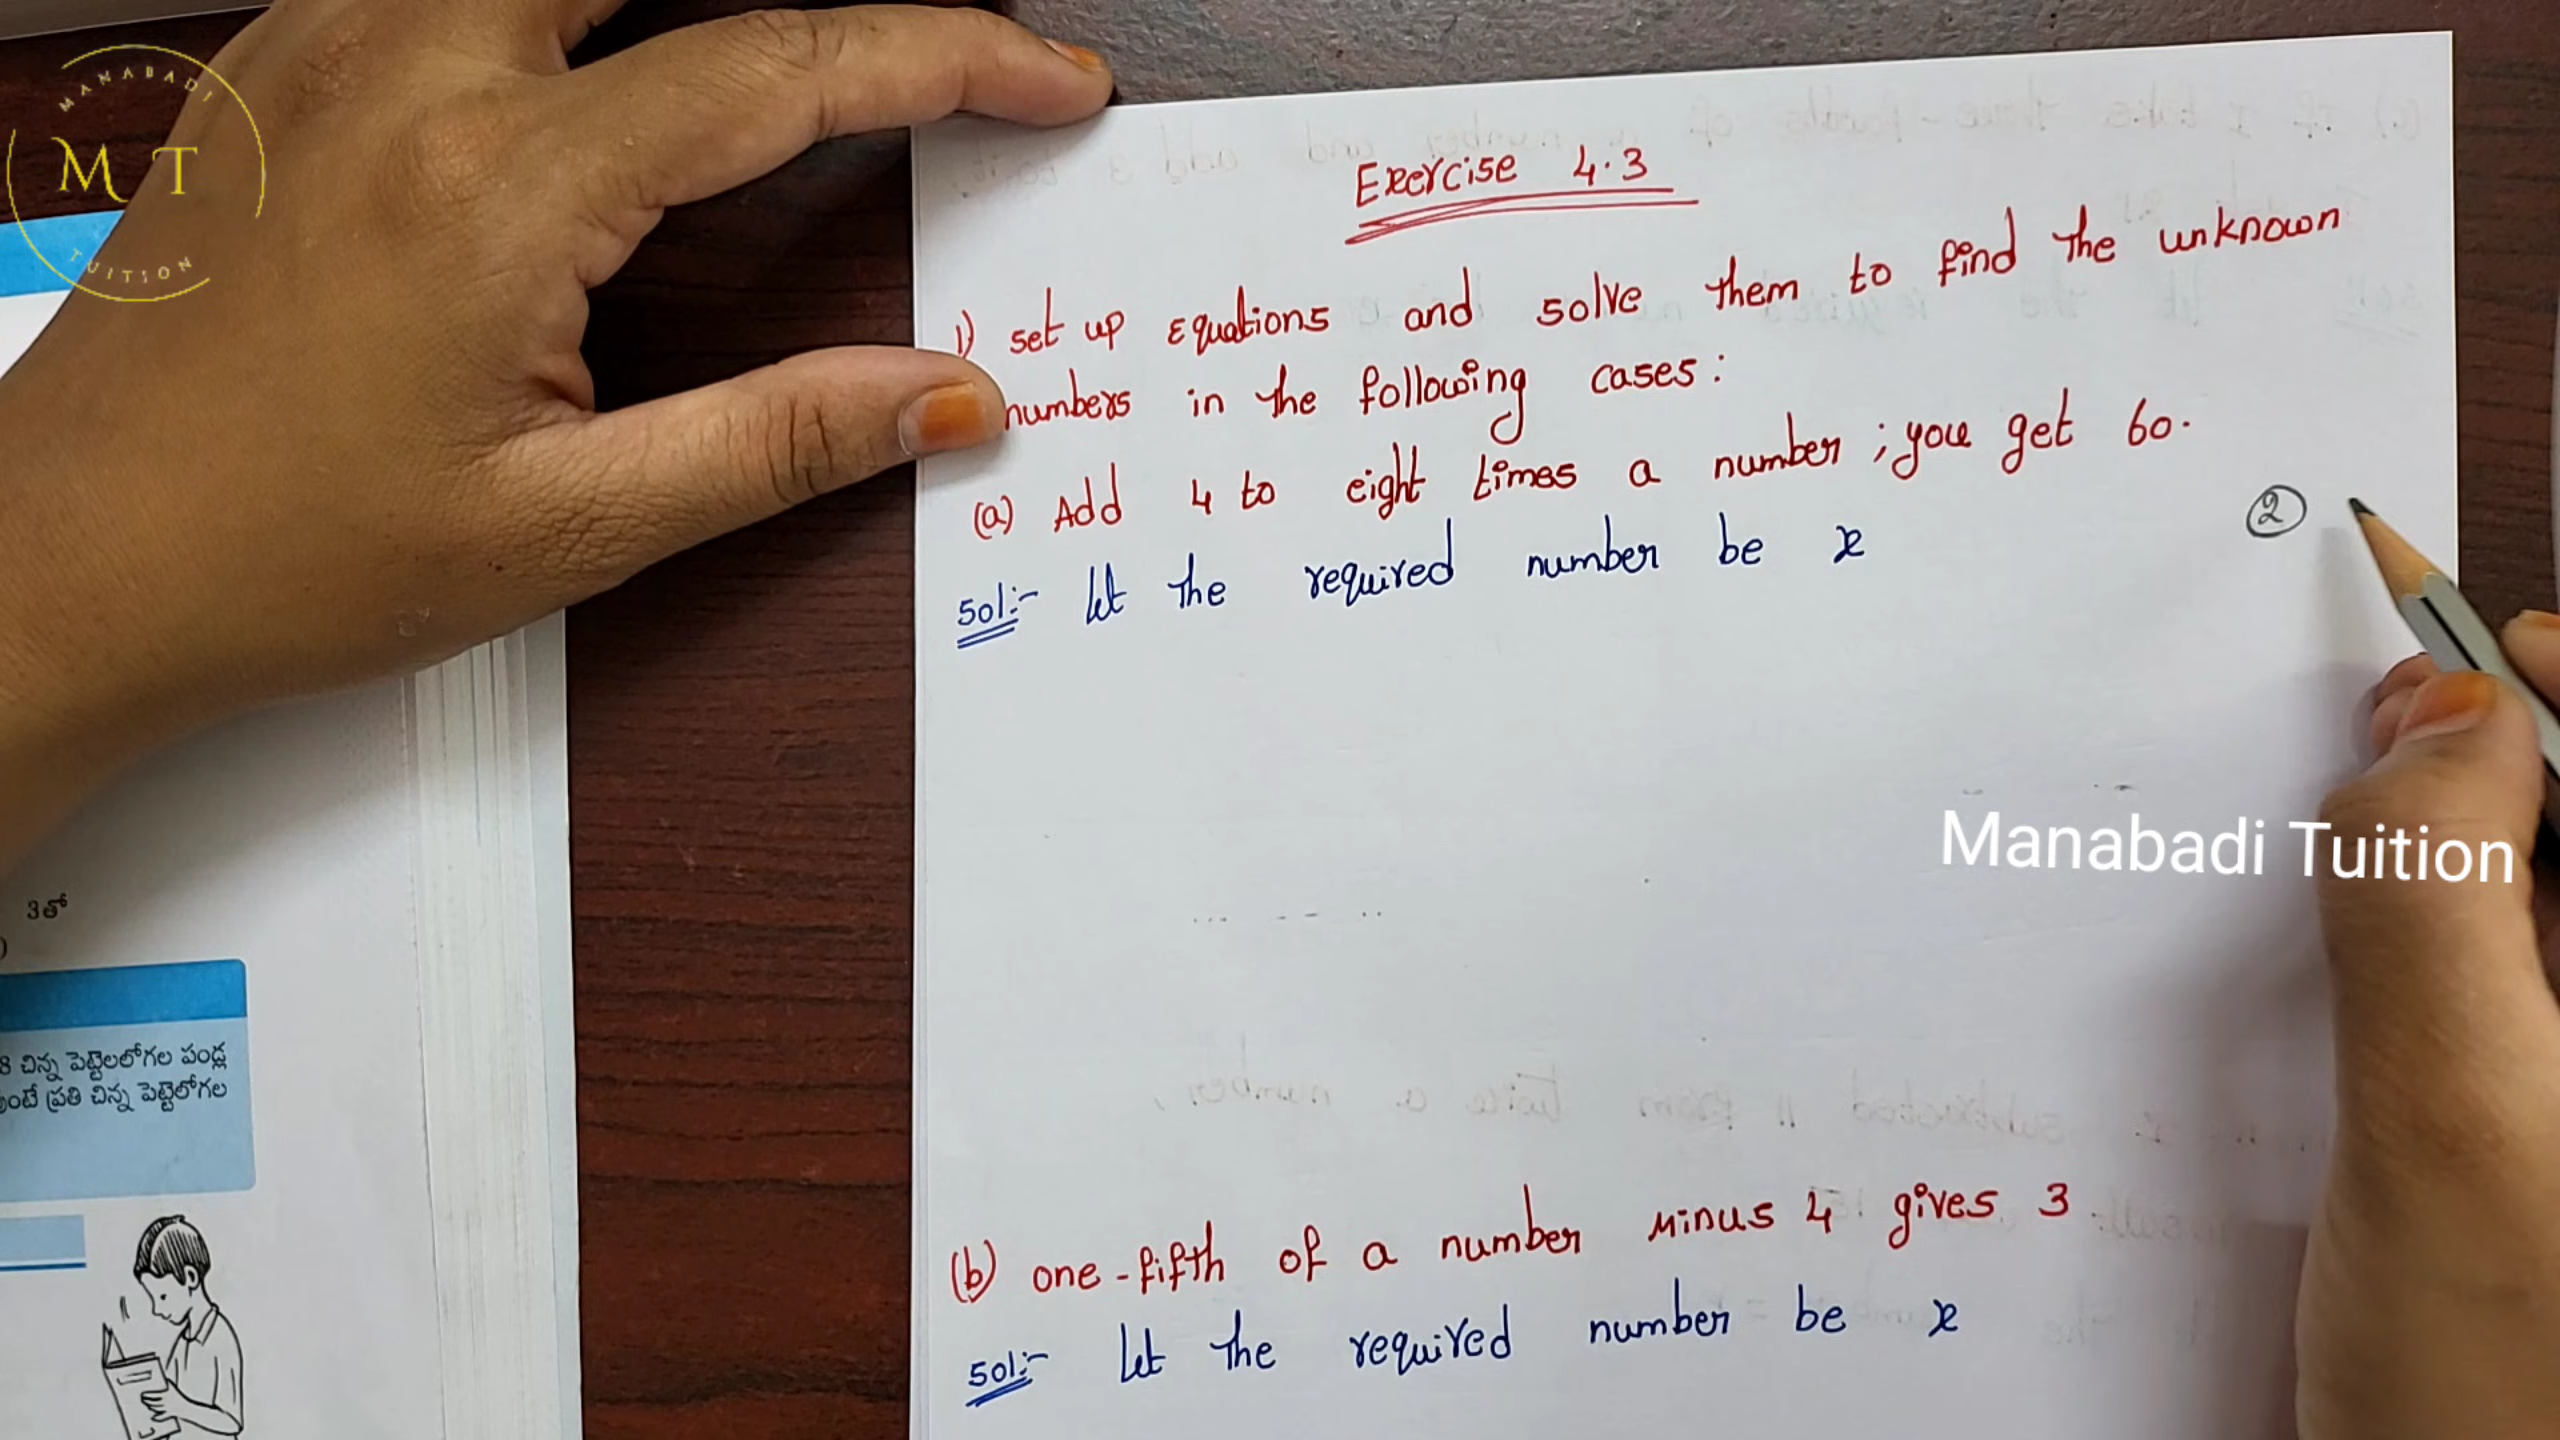 MANABADI
MT
TUITION
Exercise 4.3
1) set up Equations and solve them to find the unknown
numbers in the following cases:
(a) Add 4 to eight times a number; you get 60.
2
Sol:- let the required number be x
Manabadi Tuition
(b) one-fifth of a number minus 4 gives 3
Sol:- let the required number be x
3తో
)
8 చిన్న పెట్టెలలోగల పండ్ల
ప్రతి చిన్న పెట్టెలోగల